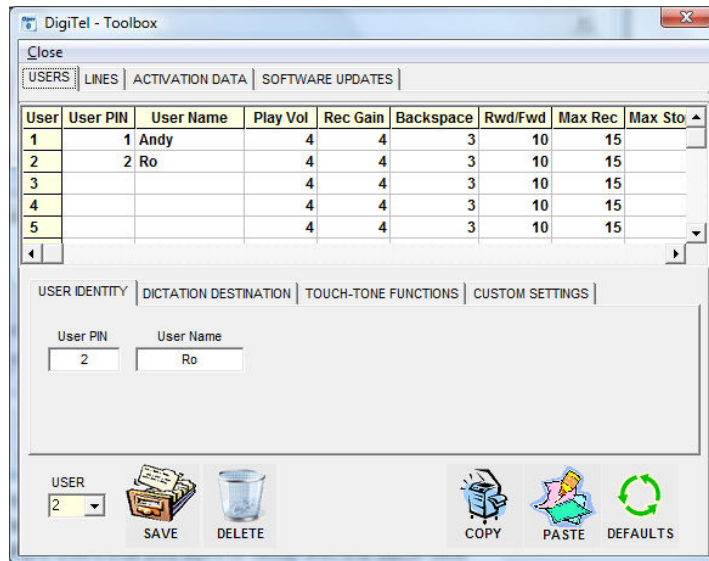 DigiTel - Toolbox
Close
USERS LINES ACTIVATION DATA SOFTWARE UPDATES
User User PIN User Name Play Vol Rec Gain Backspace Rwd/Fwd Max Rec Max Sto
1 1 Andy 4 4 3 10 15
2 2 Ro 4 4 3 10 15
3 4 4 3 10 15
4 4 4 3 10 15
5 4 4 3 10 15
USER IDENTITY DICTATION DESTINATION TOUCH-TONE FUNCTIONS CUSTOM SETTINGS
User PIN User Name
2 Ro
USER
2
SAVE DELETE COPY PASTE DEFAULTS